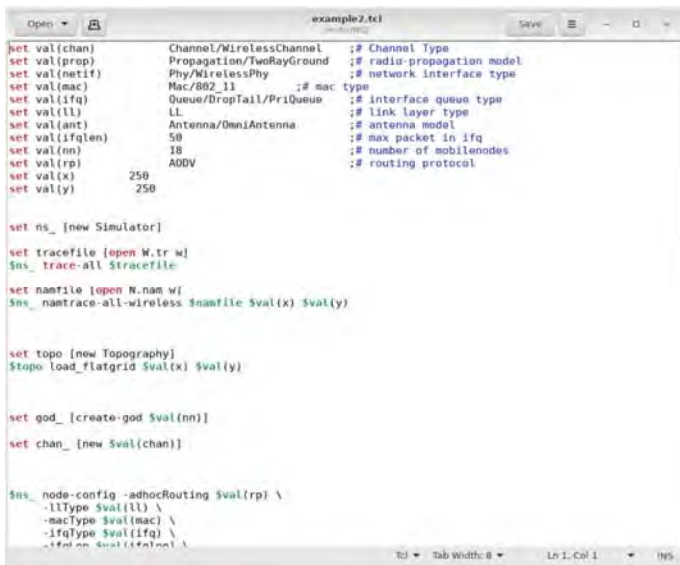 Open
example2.tcl
Save
set val(chan) Channel/WirelessChannel ;# Channel Type
set val(prop) Propagation/TwoRayGround ;# radio-propagation model
set val(netif) Phy/WirelessPhy ;# network interface type
set val(mac) Mac/802_11 ;# mac type
set val(ifq) Queue/DropTail/PriQueue ;# interface queue type
set val(ll) LL ;# link layer type
set val(ant) Antenna/OmniAntenna ;# antenna model
set val(ifqlen) 50 ;# max packet in ifq
set val(nn) 18 ;# number of mobilenodes
set val(rp) AODV ;# routing protocol
set val(x) 250
set val(y) 250
set ns_ [new Simulator]
set tracefile [open W.tr w]
$ns_ trace-all $tracefile
set namfile [open N.nam w]
$ns_ namtrace-all-wireless $namfile $val(x) $val(y)
set topo [new Topography]
$topo load_flatgrid $val(x) $val(y)
set god_ [create-god $val(nn)]
set chan_ [new $val(chan)]
$ns_ node-config -adhocRouting $val(rp) \
-llType $val(ll) \
-macType $val(mac) \
-ifqType $val(ifq) \
-ifqLen $val(ifqlen) \
Tcl Tab Width: 8 Ln 1, Col 1 INS